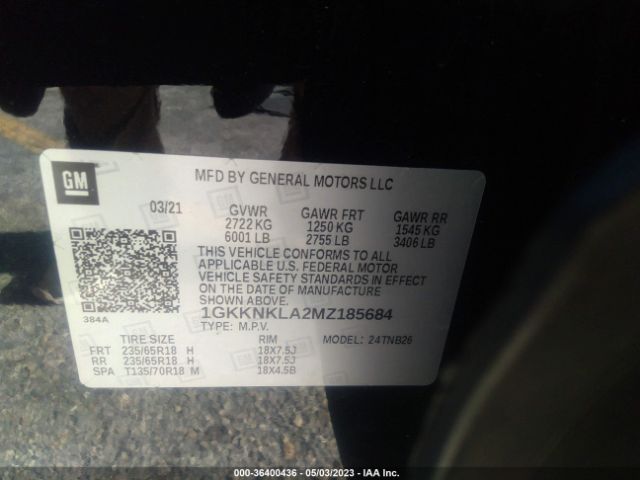 GM
MFD BY GENERAL MOTORS LLC
03/21 GVWR GAWR FRT GAWR RR
2722 KG 1250 KG 1545 KG
6001 LB 2755 LB 3406 LB
THIS VEHICLE CONFORMS TO ALL
APPLICABLE U.S. FEDERAL MOTOR
VEHICLE SAFETY STANDARDS IN EFFECT
ON THE DATE OF MANUFACTURE
SHOWN ABOVE.
384A
1GKKNKLA2MZ185684
TYPE: M.P.V. MODEL: 24TNB26
TIRE SIZE RIM
FRT 235/65R18 H 18X7.5J
RR 235/65R18 H 18X7.5J
SPA T135/70R18 M 18X4.5B
000-36400436 - 05/03/2023 - IAA Inc.